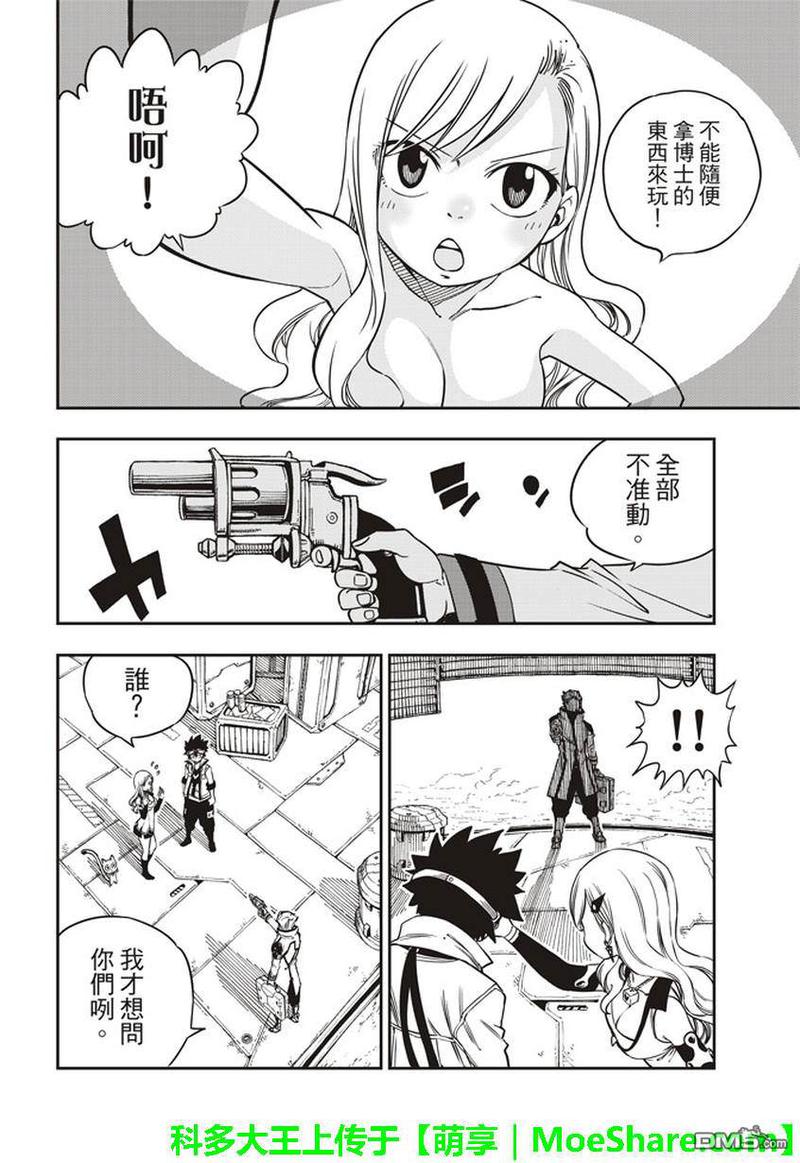 不能隨便
拿博士的
東西來玩！
唔呵！
全部
不准動。
!!
誰?
我才想問
你們咧。
科多大王上传于【萌享｜MoeShare.com】